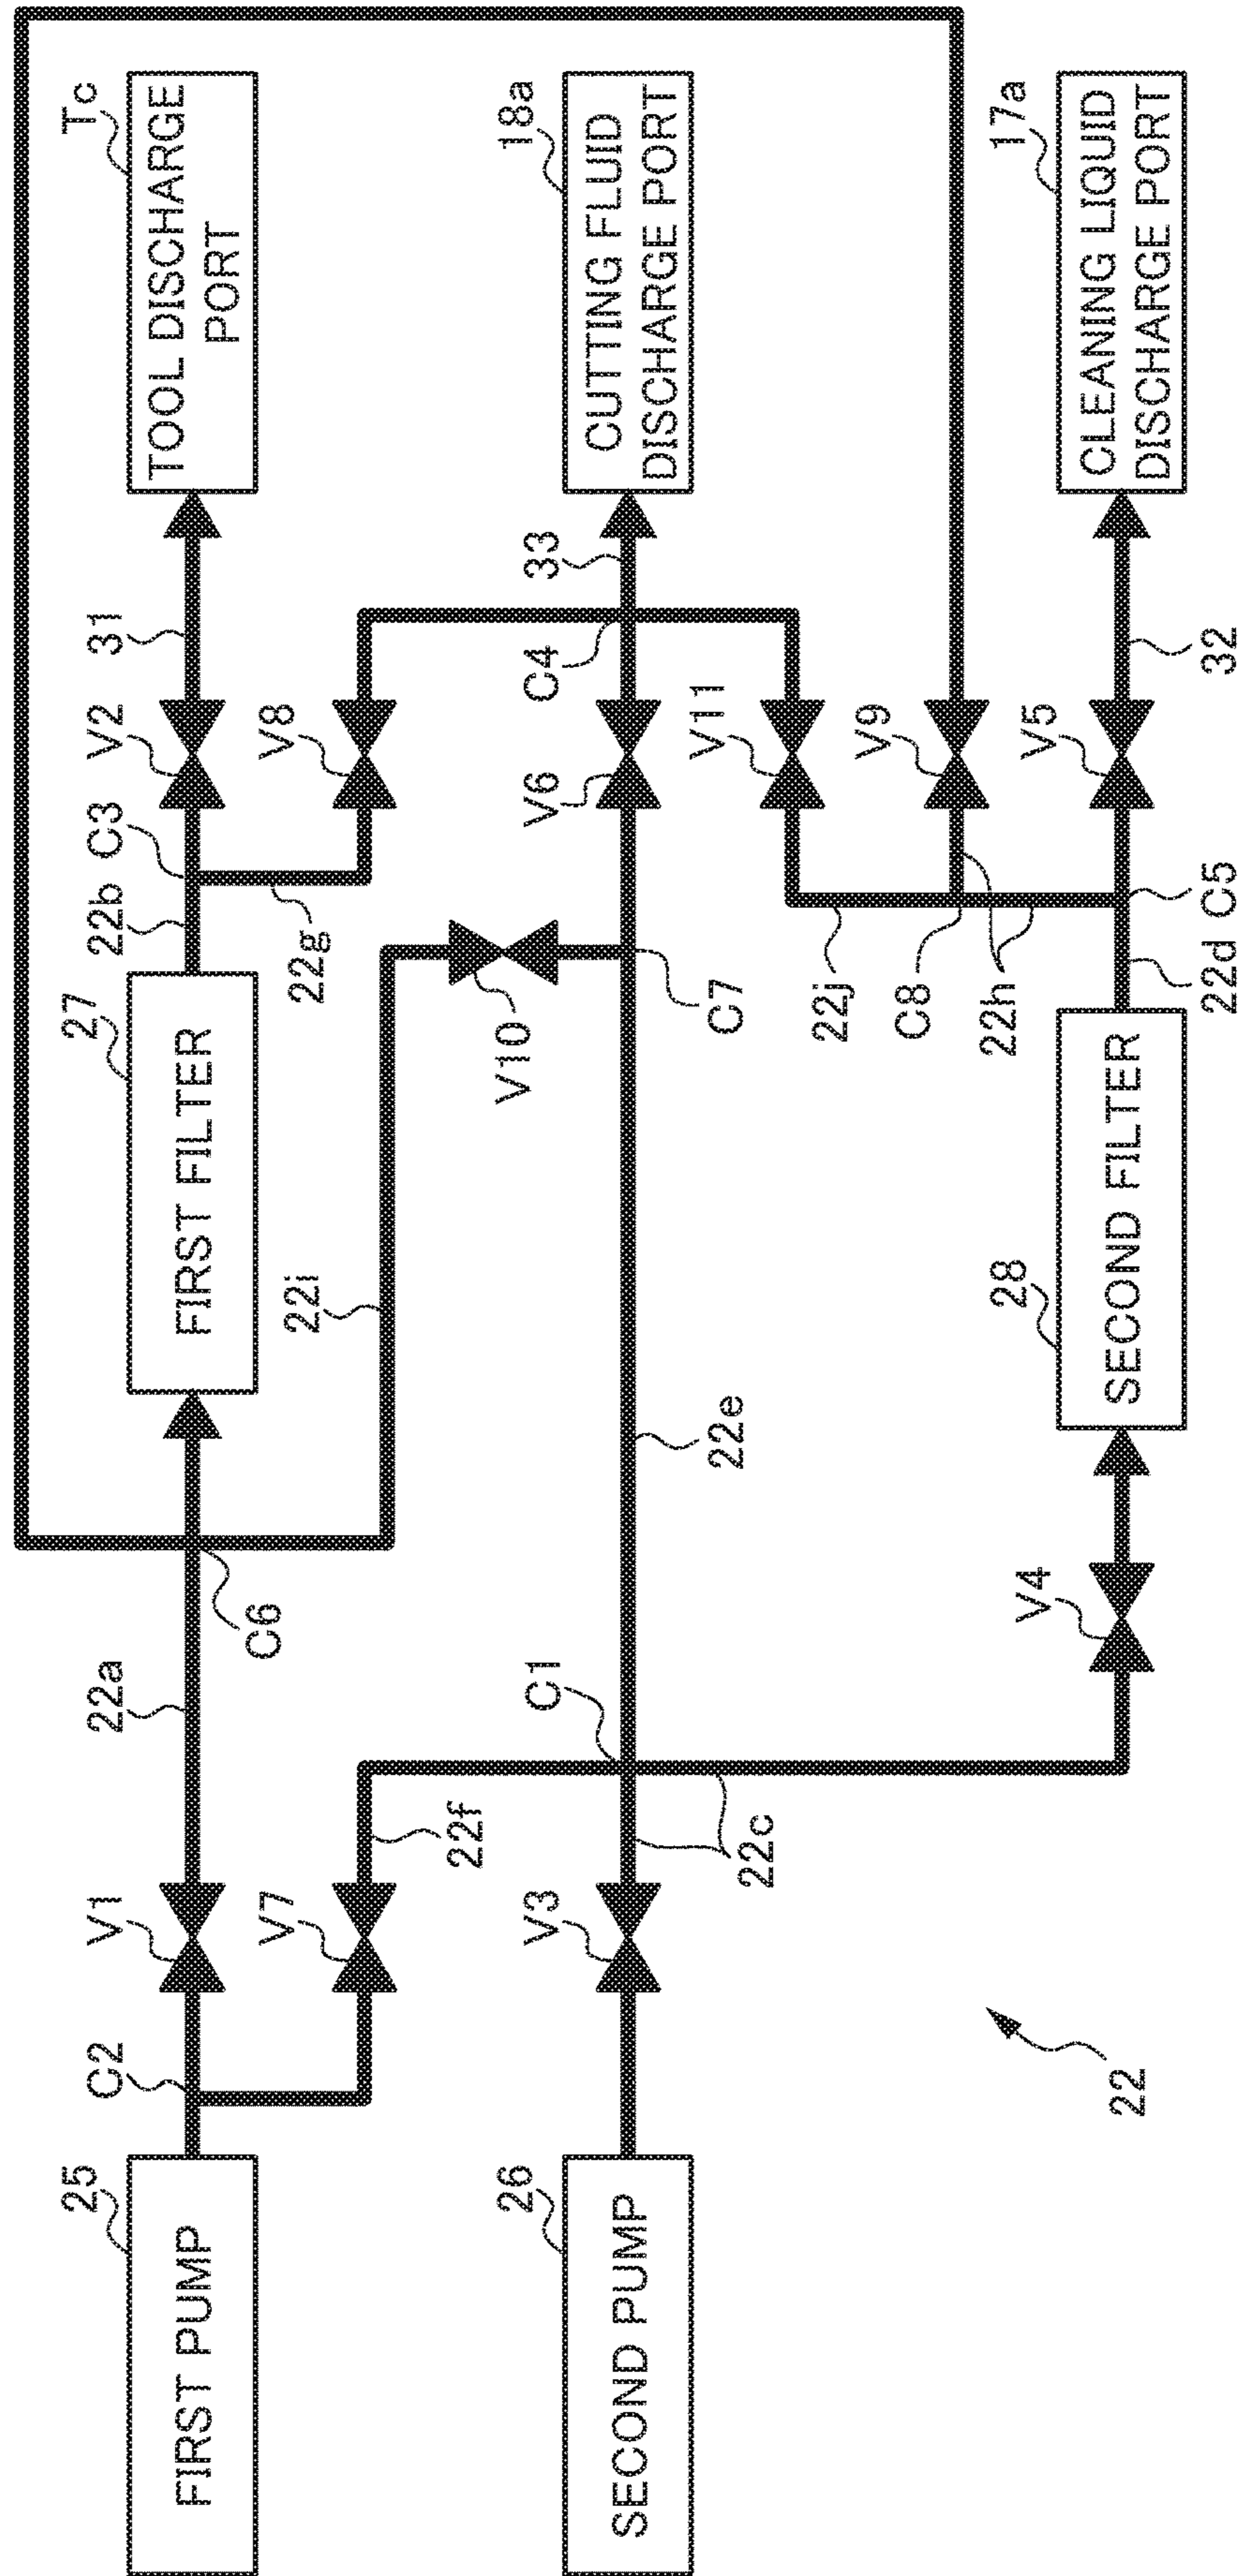 25
FIRST PUMP
C2
V1
22a
C6
27
FIRST FILTER
22b
C3
V2
31
Tc
TOOL DISCHARGE
PORT
V7
22f
22i
22g
V8
26
SECOND PUMP
V3
22c
C1
22e
V10
C7
V6
C4
33
18a
CUTTING FLUID
DISCHARGE PORT
V11
22j
C8
V9
22h
V4
28
SECOND FILTER
22d
C5
V5
32
17a
CLEANING LIQUID
DISCHARGE PORT
22